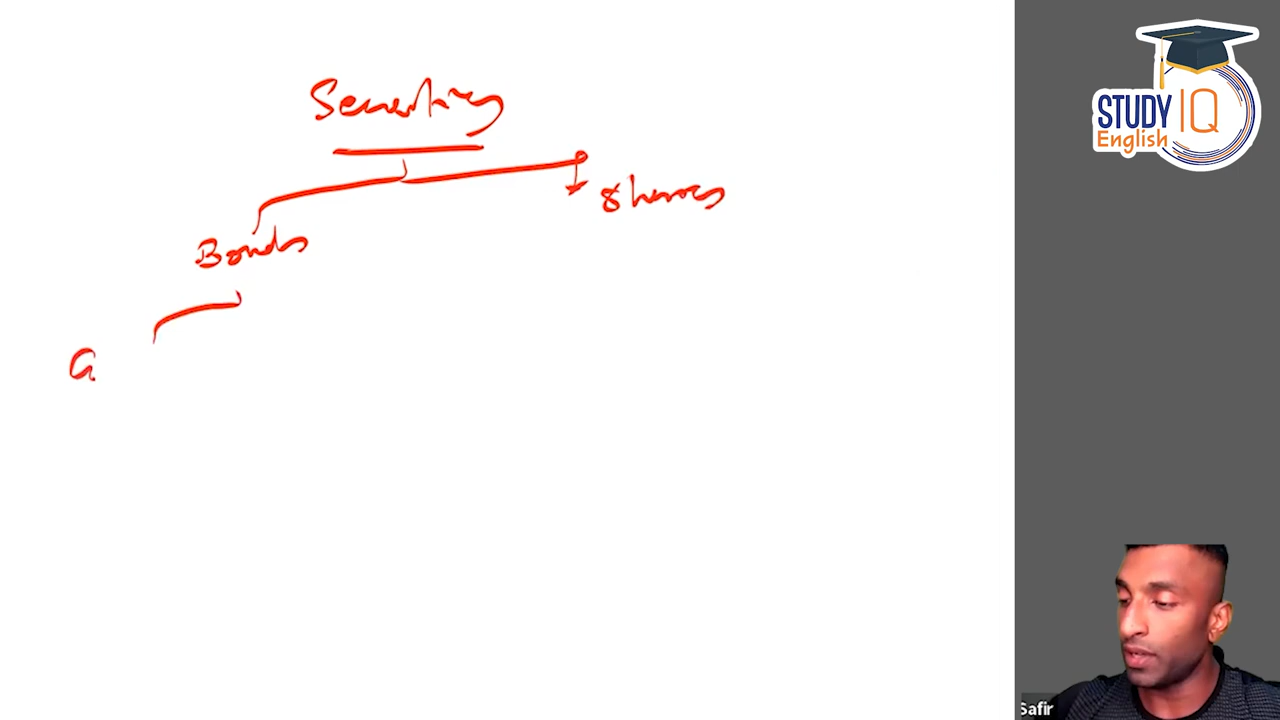 Securities
Shares
Bonds
G
STUDY IQ
English
Safir